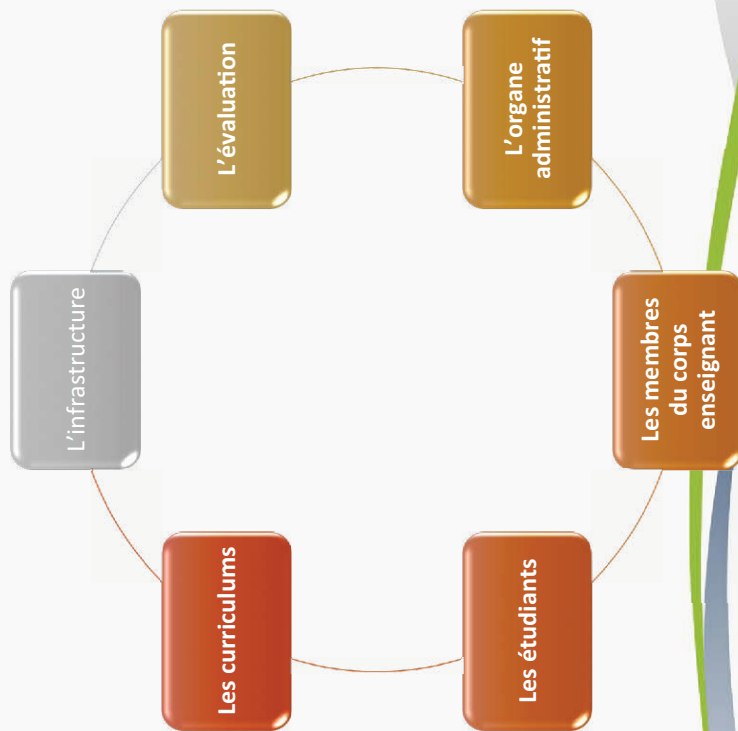 L’infrastructure
Les curriculums
L’évaluation
Les étudiants
L’organe
administratif
Les membres
du corps
enseignant